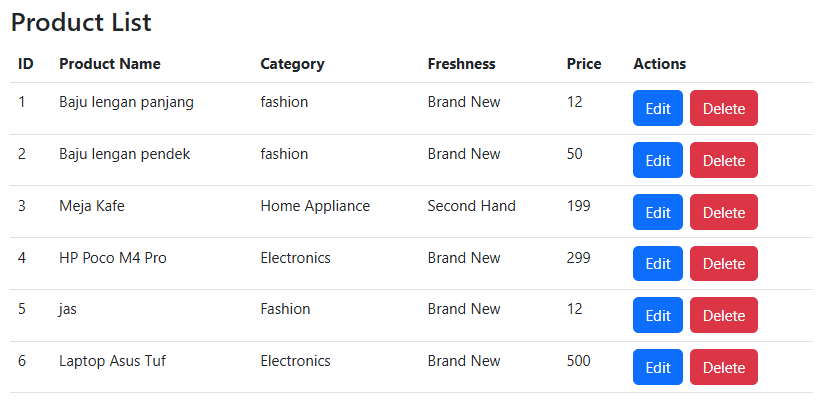 Product List
ID Product Name Category Freshness Price Actions
1 Baju lengan panjang fashion Brand New 12 Edit Delete
2 Baju lengan pendek fashion Brand New 50 Edit Delete
3 Meja Kafe Home Appliance Second Hand 199 Edit Delete
4 HP Poco M4 Pro Electronics Brand New 299 Edit Delete
5 jas Fashion Brand New 12 Edit Delete
6 Laptop Asus Tuf Electronics Brand New 500 Edit Delete